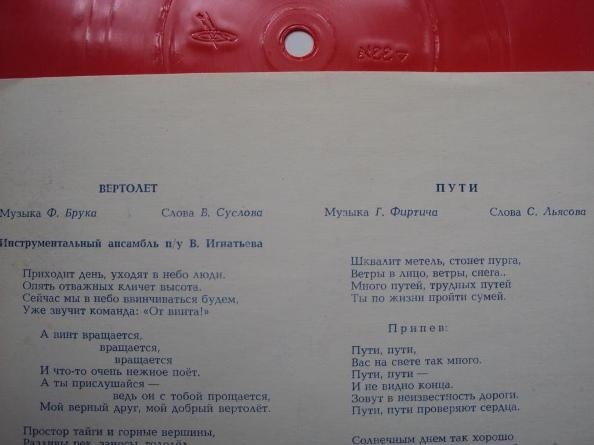 ВЕРТОЛЕТ
Музыка Ф. Брука Слова В. Суслова
Инструментальный ансамбль п/у В. Игнатьева
Приходит день, уходят в небо люди.
Опять отважных кличет высота.
Сейчас мы в небо ввинчиваться будем,
Уже звучит команда: «От винта!»
А винт вращается,
вращается,
вращается
И что-то очень нежное поёт.
А ты прислушайся —
ведь он с тобой прощается,
Мой верный друг, мой добрый вертолёт.
Простор тайги и горные вершины,
Разливы рек, заносы, гололёд
ПУТИ
Музыка Г. Фиртича Слова С. Льясова
Шквалит метель, стонет пурга,
Ветры в лицо, ветры, снега..
Много путей, трудных путей
Ты по жизни пройти сумей.
Припев:
Пути, пути,
Вас на свете так много.
Пути, пути —
И не видно конца.
Зовут в неизвестность дороги.
Пути, пути проверяют сердца.
Солнечным днем так хорошо